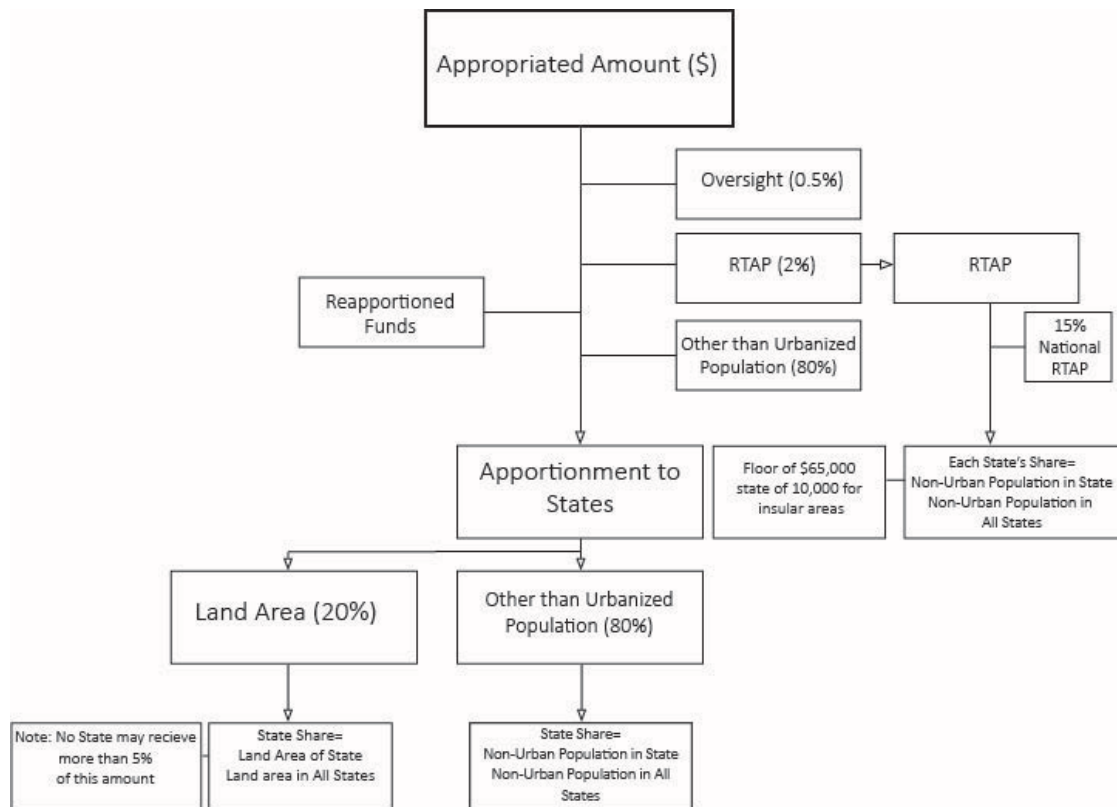 Appropriated Amount ($)
Oversight (0.5%)
RTAP (2%)
RTAP
Reapportioned
Funds
15%
National
RTAP
Other than Urbanized
Population (80%)
Apportionment to
States
Floor of $65,000
state of 10,000 for
insular areas
Each State's Share=
Non-Urban Population in State
Non-Urban Population in
All States
Land Area (20%)
Other than Urbanized
Population (80%)
Note: No State may recieve
more than 5%
of this amount
State Share=
Land Area of State
Land area in All States
State Share=
Non-Urban Population in State
Non-Urban Population in All
States